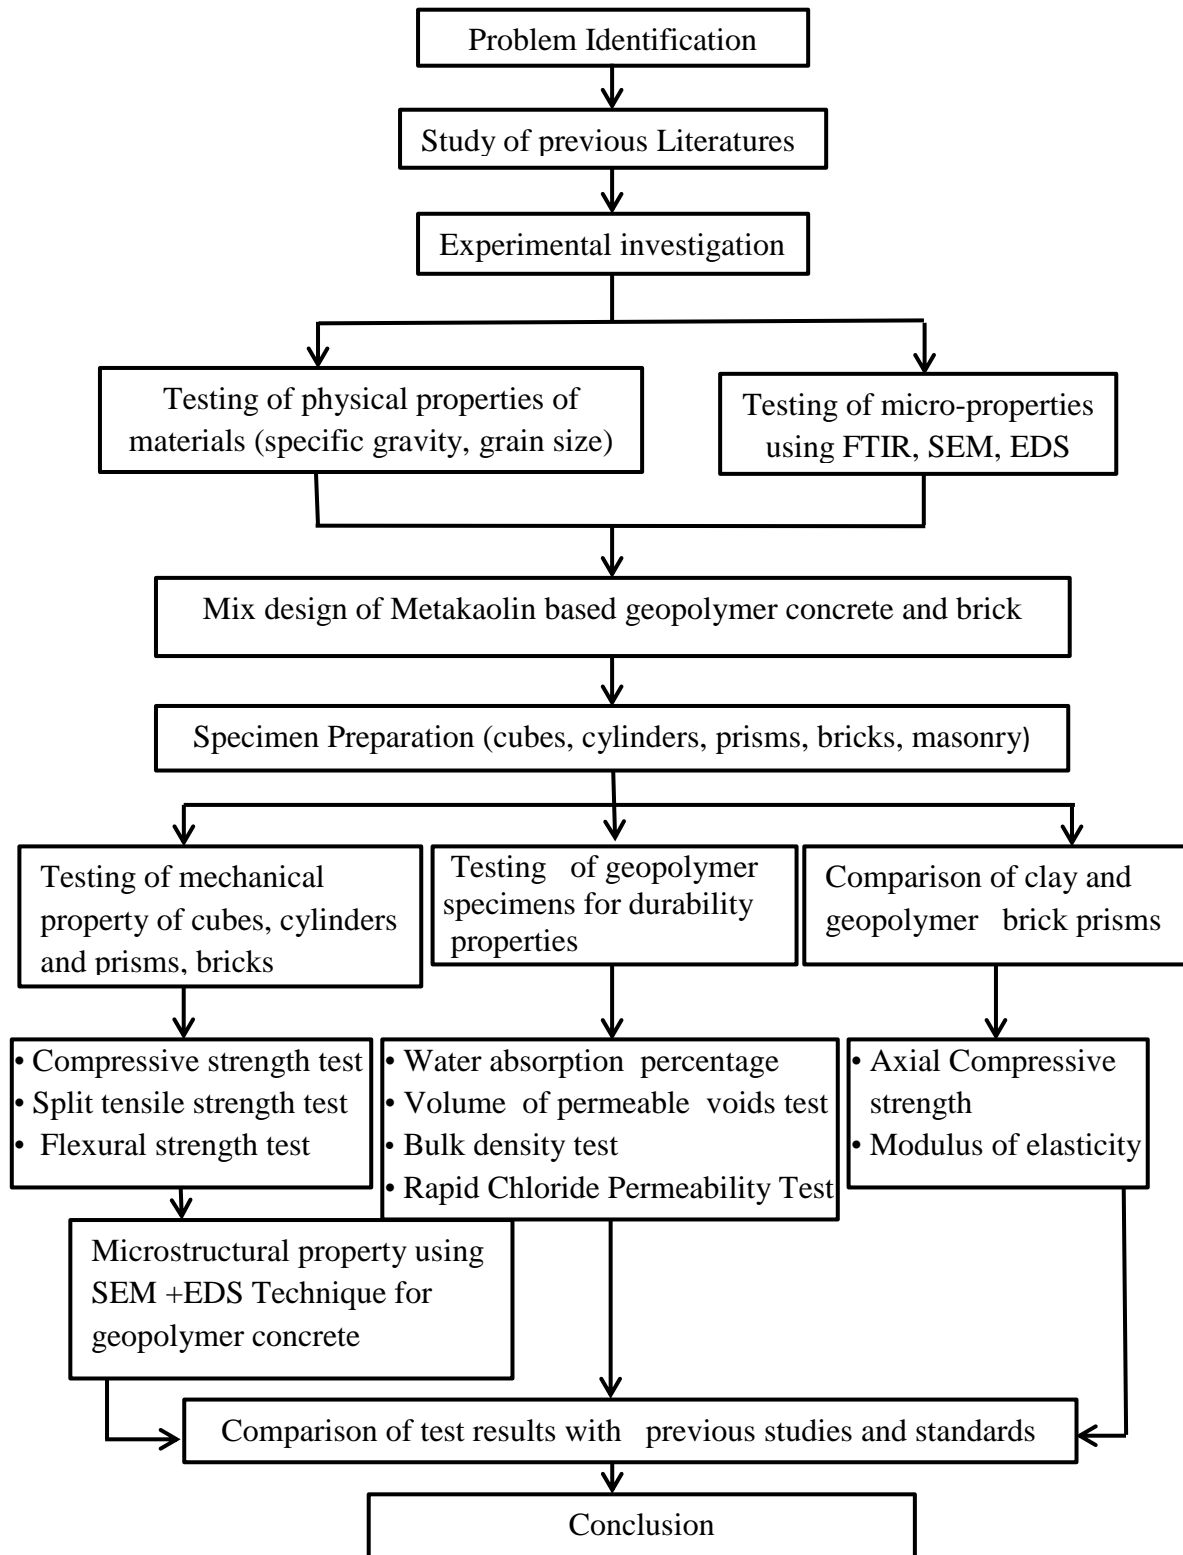 Problem Identification
Study of previous Literatures
Experimental investigation
Testing of physical properties of
materials (specific gravity, grain size)
Testing of micro-properties
using FTIR, SEM, EDS
Mix design of Metakaolin based geopolymer concrete and brick
Specimen Preparation (cubes, cylinders, prisms, bricks, masonry)
Testing of mechanical
property of cubes, cylinders
and prisms, bricks
Testing of geopolymer
specimens for durability
properties
Comparison of clay and
geopolymer brick prisms
• Compressive strength test
• Split tensile strength test
• Flexural strength test
• Water absorption percentage
• Volume of permeable voids test
• Bulk density test
• Rapid Chloride Permeability Test
• Axial Compressive
strength
• Modulus of elasticity
Microstructural property using
SEM +EDS Technique for
geopolymer concrete
Comparison of test results with previous studies and standards
Conclusion